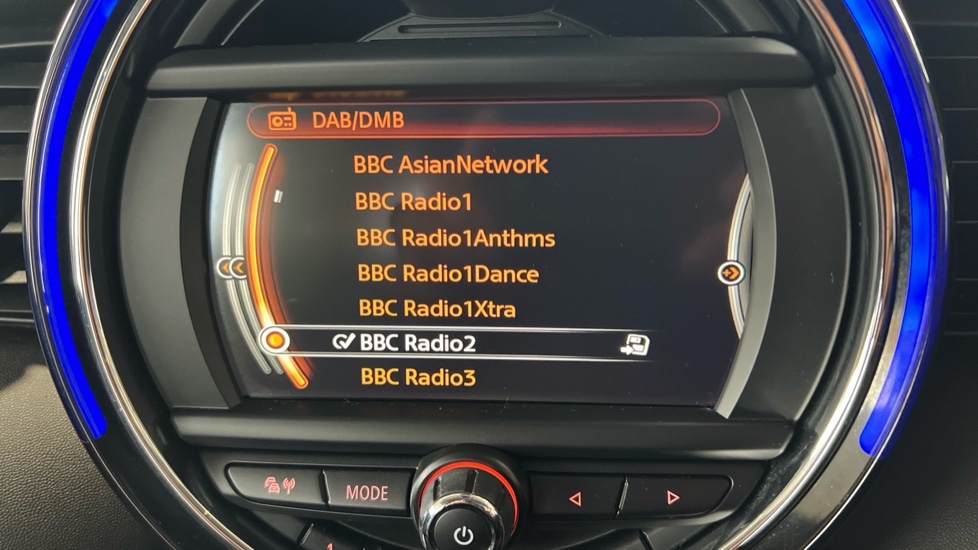 DAB/DMB
BBC AsianNetwork
BBC Radio1
BBC Radio1Anthms
BBC Radio1Dance
BBC Radio1Xtra
BBC Radio2
BBC Radio3
MODE